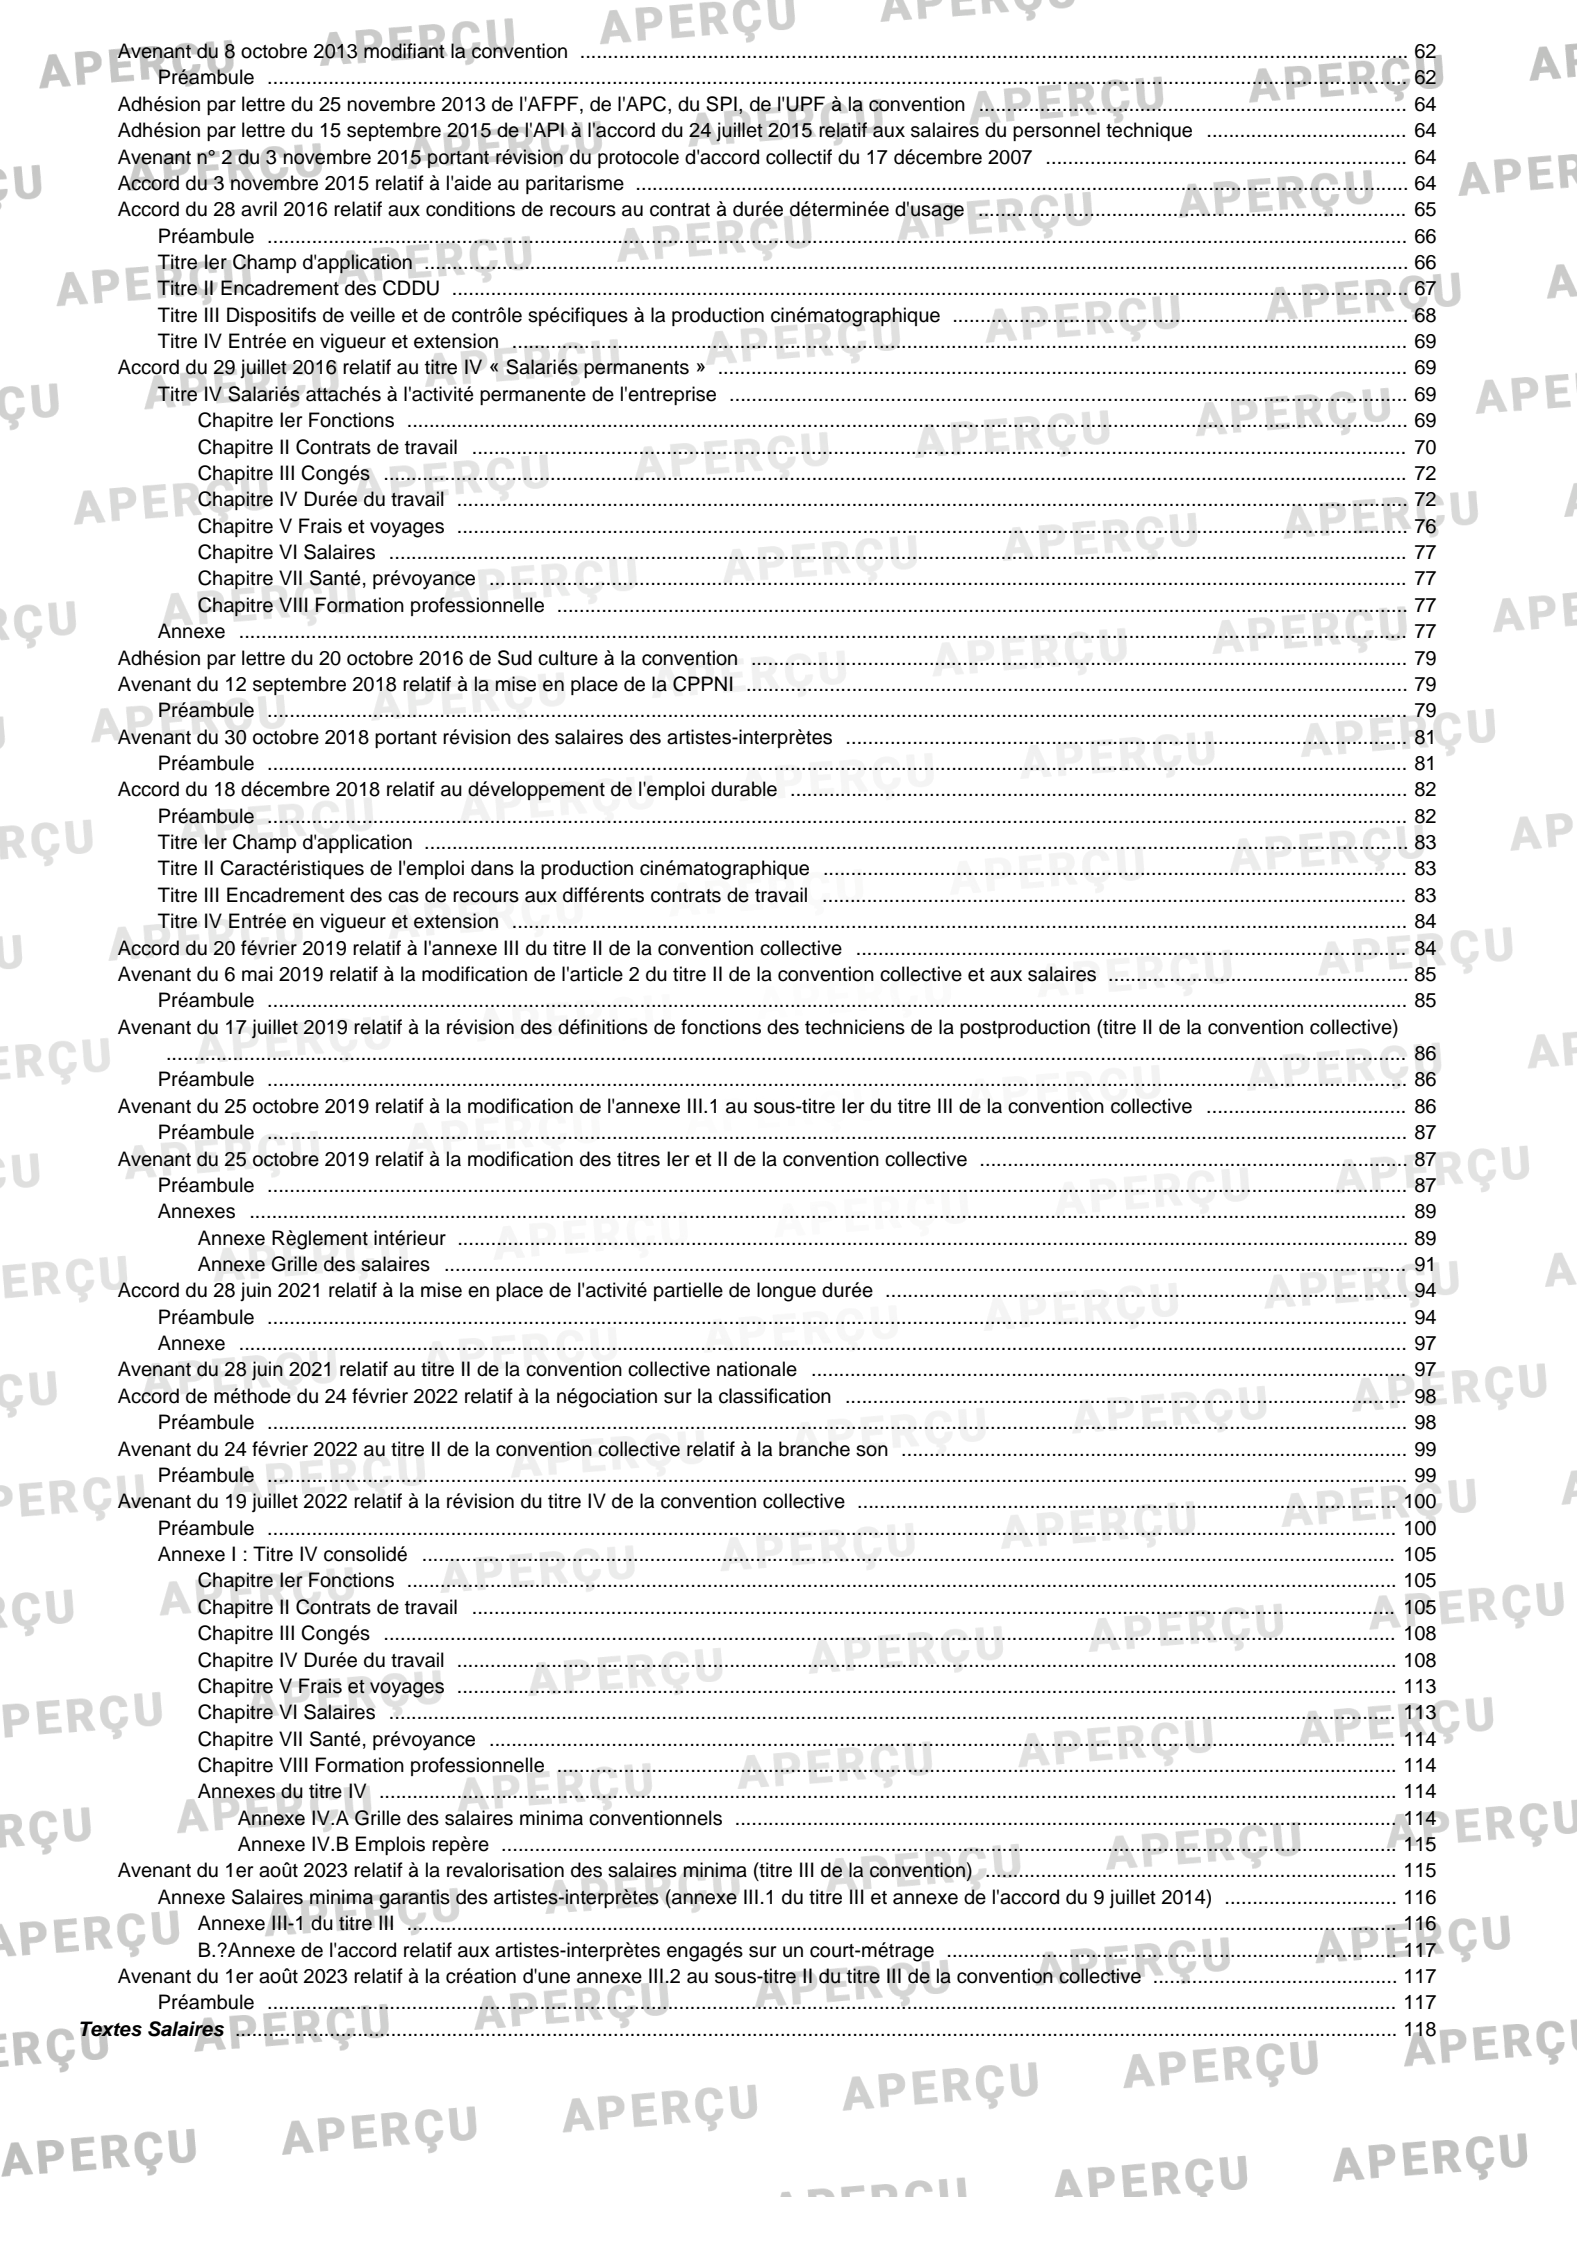 Avenant du 8 octobre 2013 modifiant la convention ........ 62
Préambule ........ 62
Adhésion par lettre du 25 novembre 2013 de l'AFPF, de l'APC, du SPI, de l'UPF à la convention ........ 64
Adhésion par lettre du 15 septembre 2015 de l'API à l'accord du 24 juillet 2015 relatif aux salaires du personnel technique ........ 64
Avenant n° 2 du 3 novembre 2015 portant révision du protocole d'accord collectif du 17 décembre 2007 ........ 64
Accord du 3 novembre 2015 relatif à l'aide au paritarisme ........ 64
Accord du 28 avril 2016 relatif aux conditions de recours au contrat à durée déterminée d'usage ........ 65
Préambule ........ 66
Titre Ier Champ d'application ........ 66
Titre II Encadrement des CDDU ........ 67
Titre III Dispositifs de veille et de contrôle spécifiques à la production cinématographique ........ 68
Titre IV Entrée en vigueur et extension ........ 69
Accord du 29 juillet 2016 relatif au titre IV « Salariés permanents » ........ 69
Titre IV Salariés attachés à l'activité permanente de l'entreprise ........ 69
Chapitre Ier Fonctions ........ 69
Chapitre II Contrats de travail ........ 70
Chapitre III Congés ........ 72
Chapitre IV Durée du travail ........ 72
Chapitre V Frais et voyages ........ 76
Chapitre VI Salaires ........ 77
Chapitre VII Santé, prévoyance ........ 77
Chapitre VIII Formation professionnelle ........ 77
Annexe ........ 77
Adhésion par lettre du 20 octobre 2016 de Sud culture à la convention ........ 79
Avenant du 12 septembre 2018 relatif à la mise en place de la CPPNI ........ 79
Préambule ........ 79
Avenant du 30 octobre 2018 portant révision des salaires des artistes-interprètes ........ 81
Préambule ........ 81
Accord du 18 décembre 2018 relatif au développement de l'emploi durable ........ 82
Préambule ........ 82
Titre Ier Champ d'application ........ 83
Titre II Caractéristiques de l'emploi dans la production cinématographique ........ 83
Titre III Encadrement des cas de recours aux différents contrats de travail ........ 83
Titre IV Entrée en vigueur et extension ........ 84
Accord du 20 février 2019 relatif à l'annexe III du titre II de la convention collective ........ 84
Avenant du 6 mai 2019 relatif à la modification de l'article 2 du titre II de la convention collective et aux salaires ........ 85
Préambule ........ 85
Avenant du 17 juillet 2019 relatif à la révision des définitions de fonctions des techniciens de la postproduction (titre II de la convention collective)
........ 86
Préambule ........ 86
Avenant du 25 octobre 2019 relatif à la modification de l'annexe III.1 au sous-titre Ier du titre III de la convention collective ........ 86
Préambule ........ 87
Avenant du 25 octobre 2019 relatif à la modification des titres Ier et II de la convention collective ........ 87
Préambule ........ 87
Annexes ........ 89
Annexe Règlement intérieur ........ 89
Annexe Grille des salaires ........ 91
Accord du 28 juin 2021 relatif à la mise en place de l'activité partielle de longue durée ........ 94
Préambule ........ 94
Annexe ........ 97
Avenant du 28 juin 2021 relatif au titre II de la convention collective nationale ........ 97
Accord de méthode du 24 février 2022 relatif à la négociation sur la classification ........ 98
Préambule ........ 98
Avenant du 24 février 2022 au titre II de la convention collective relatif à la branche son ........ 99
Préambule ........ 99
Avenant du 19 juillet 2022 relatif à la révision du titre IV de la convention collective ........ 100
Préambule ........ 100
Annexe I : Titre IV consolidé ........ 105
Chapitre Ier Fonctions ........ 105
Chapitre II Contrats de travail ........ 105
Chapitre III Congés ........ 108
Chapitre IV Durée du travail ........ 108
Chapitre V Frais et voyages ........ 113
Chapitre VI Salaires ........ 113
Chapitre VII Santé, prévoyance ........ 114
Chapitre VIII Formation professionnelle ........ 114
Annexes du titre IV ........ 114
Annexe IV.A Grille des salaires minima conventionnels ........ 114
Annexe IV.B Emplois repère ........ 115
Avenant du 1er août 2023 relatif à la revalorisation des salaires minima (titre III de la convention) ........ 115
Annexe Salaires minima garantis des artistes-interprètes (annexe III.1 du titre III et annexe de l'accord du 9 juillet 2014) ........ 116
Annexe III-1 du titre III ........ 116
B.?Annexe de l'accord relatif aux artistes-interprètes engagés sur un court-métrage ........ 117
Avenant du 1er août 2023 relatif à la création d'une annexe III.2 au sous-titre II du titre III de la convention collective ........ 117
Préambule ........ 117
Textes Salaires ........ 118
APERÇU